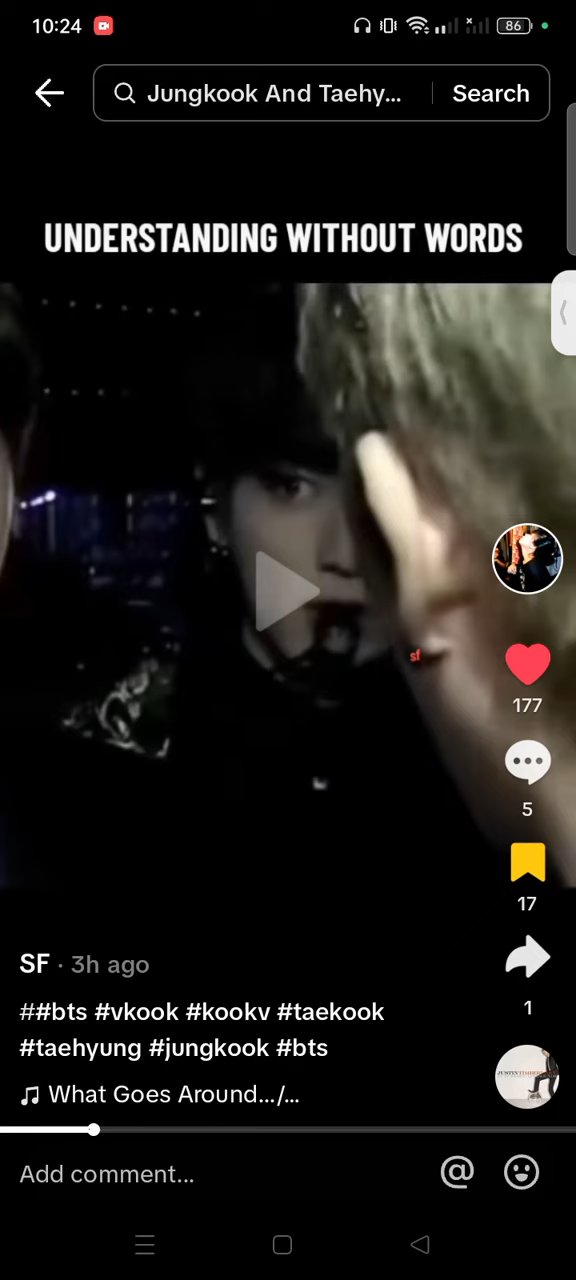 10:24
86
Jungkook And Taehy...
Search
UNDERSTANDING WITHOUT WORDS
sf
177
5
17
1
SF · 3h ago
##bts #vkook #kookv #taekook
#taehyung #jungkook #bts
What Goes Around.../...
Add comment...